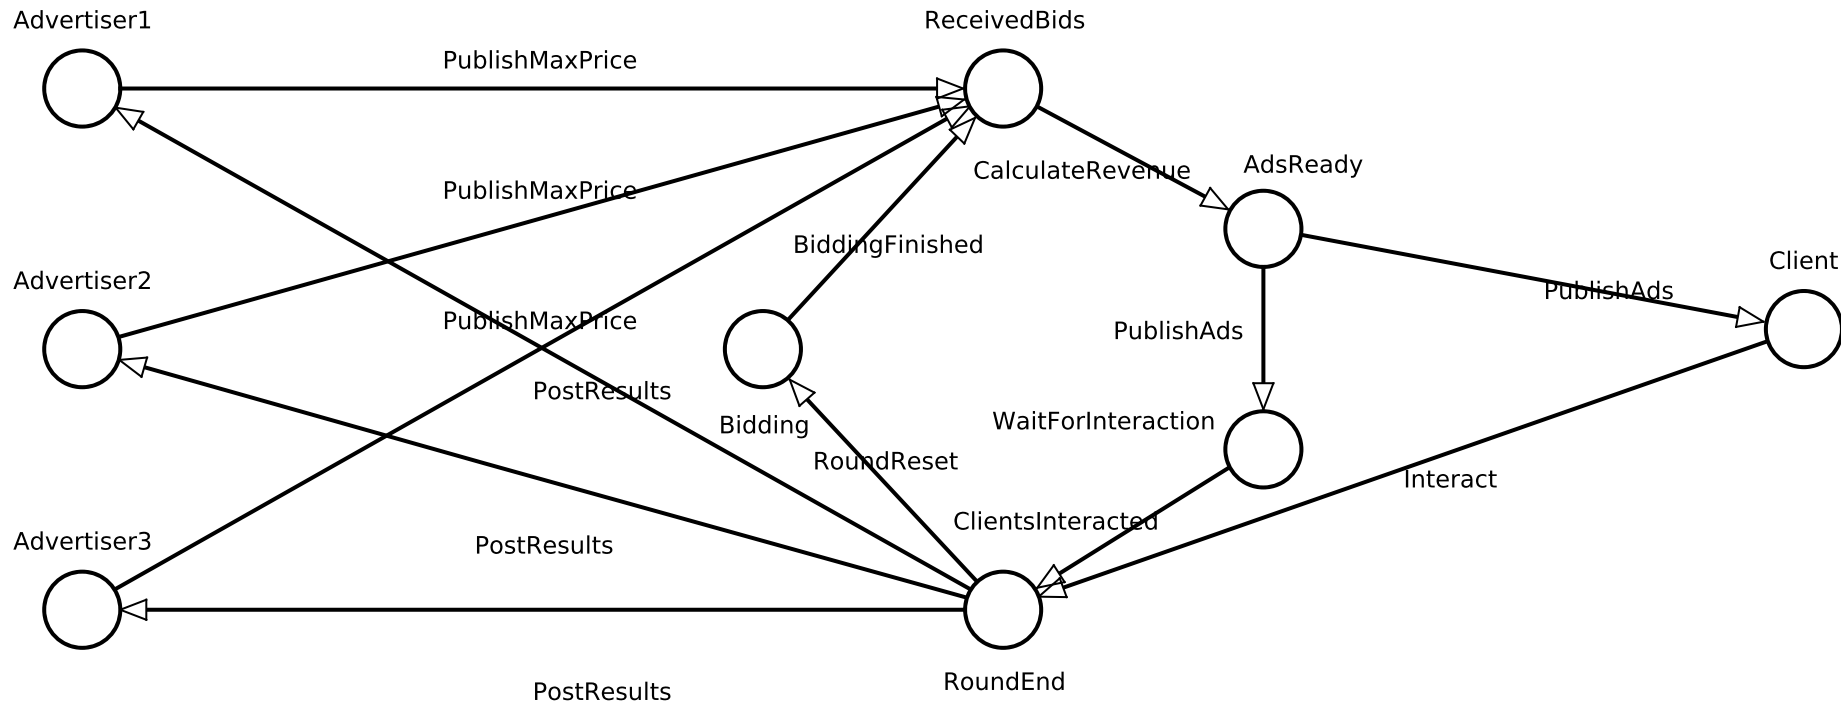 Advertiser1
ReceivedBids
PublishMaxPrice
CalculateRevenue
AdsReady
PublishMaxPrice
BiddingFinished
Client
Advertiser2
PublishAds
PublishMaxPrice
PublishAds
PostResults
Bidding
WaitForInteraction
RoundReset
Interact
ClientsInteracted
Advertiser3
PostResults
RoundEnd
PostResults